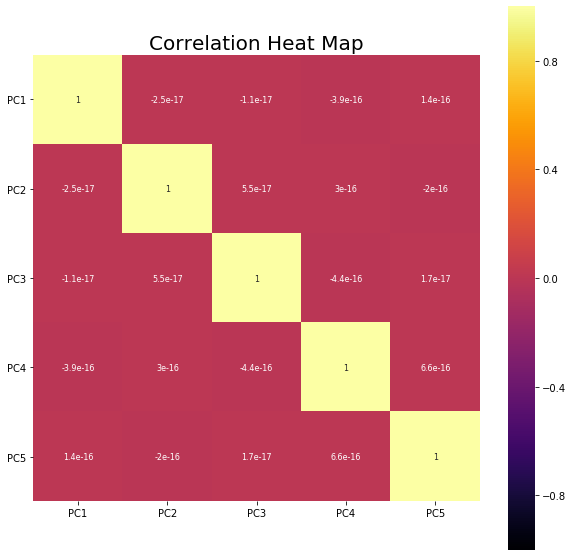 Correlation Heat Map
PC1 1 -2.5e-17 -1.1e-17 -3.9e-16 1.4e-16
PC2 -2.5e-17 1 5.5e-17 3e-16 -2e-16
PC3 -1.1e-17 5.5e-17 1 -4.4e-16 1.7e-17
PC4 -3.9e-16 3e-16 -4.4e-16 1 6.6e-16
PC5 1.4e-16 -2e-16 1.7e-17 6.6e-16 1
PC1 PC2 PC3 PC4 PC5
0.8
0.4
0.0
−0.4
−0.8